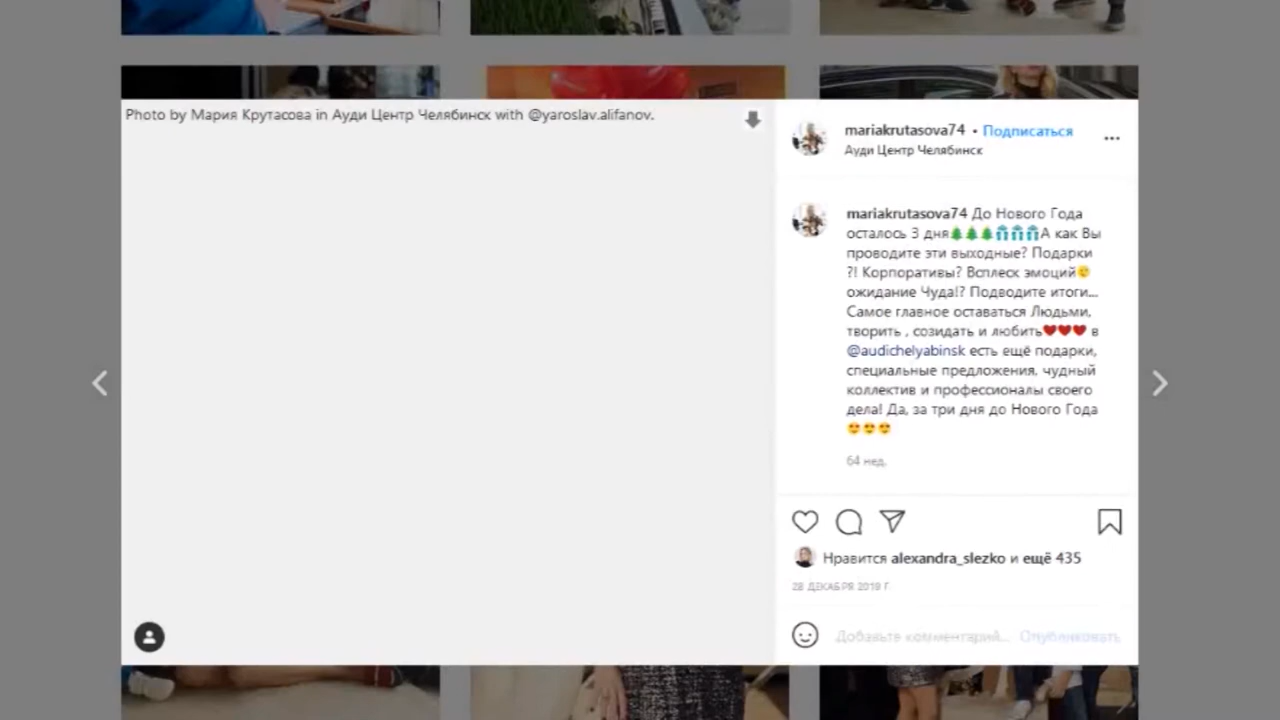 Photo by Мария Крутасова in Ауди Центр Челябинск with @yaroslav.alifanov.
mariakrutasova74 • Подписаться
Ауди Центр Челябинск
mariakrutasova74 До Нового Года
осталось 3 дня🌲🌲🌲👣👣👣А как Вы
проводите эти выходные? Подарки
?! Корпоративы? Всплеск эмоций
ожидание Чуда!? Подводите итоги...
Самое главное оставаться Людьми,
творить , созидать и любить❤❤❤ в
@audichelyabinsk есть ещё подарки,
специальные предложения, чудный
коллектив и профессионалы своего
дела! Да, за три дня до Нового Года
😍😍😍
64 нед.
Нравится alexandra_slezko и ещё 435
28 ДЕКАБРЯ 2019 Г.
Добавьте комментарий... Опубликовать